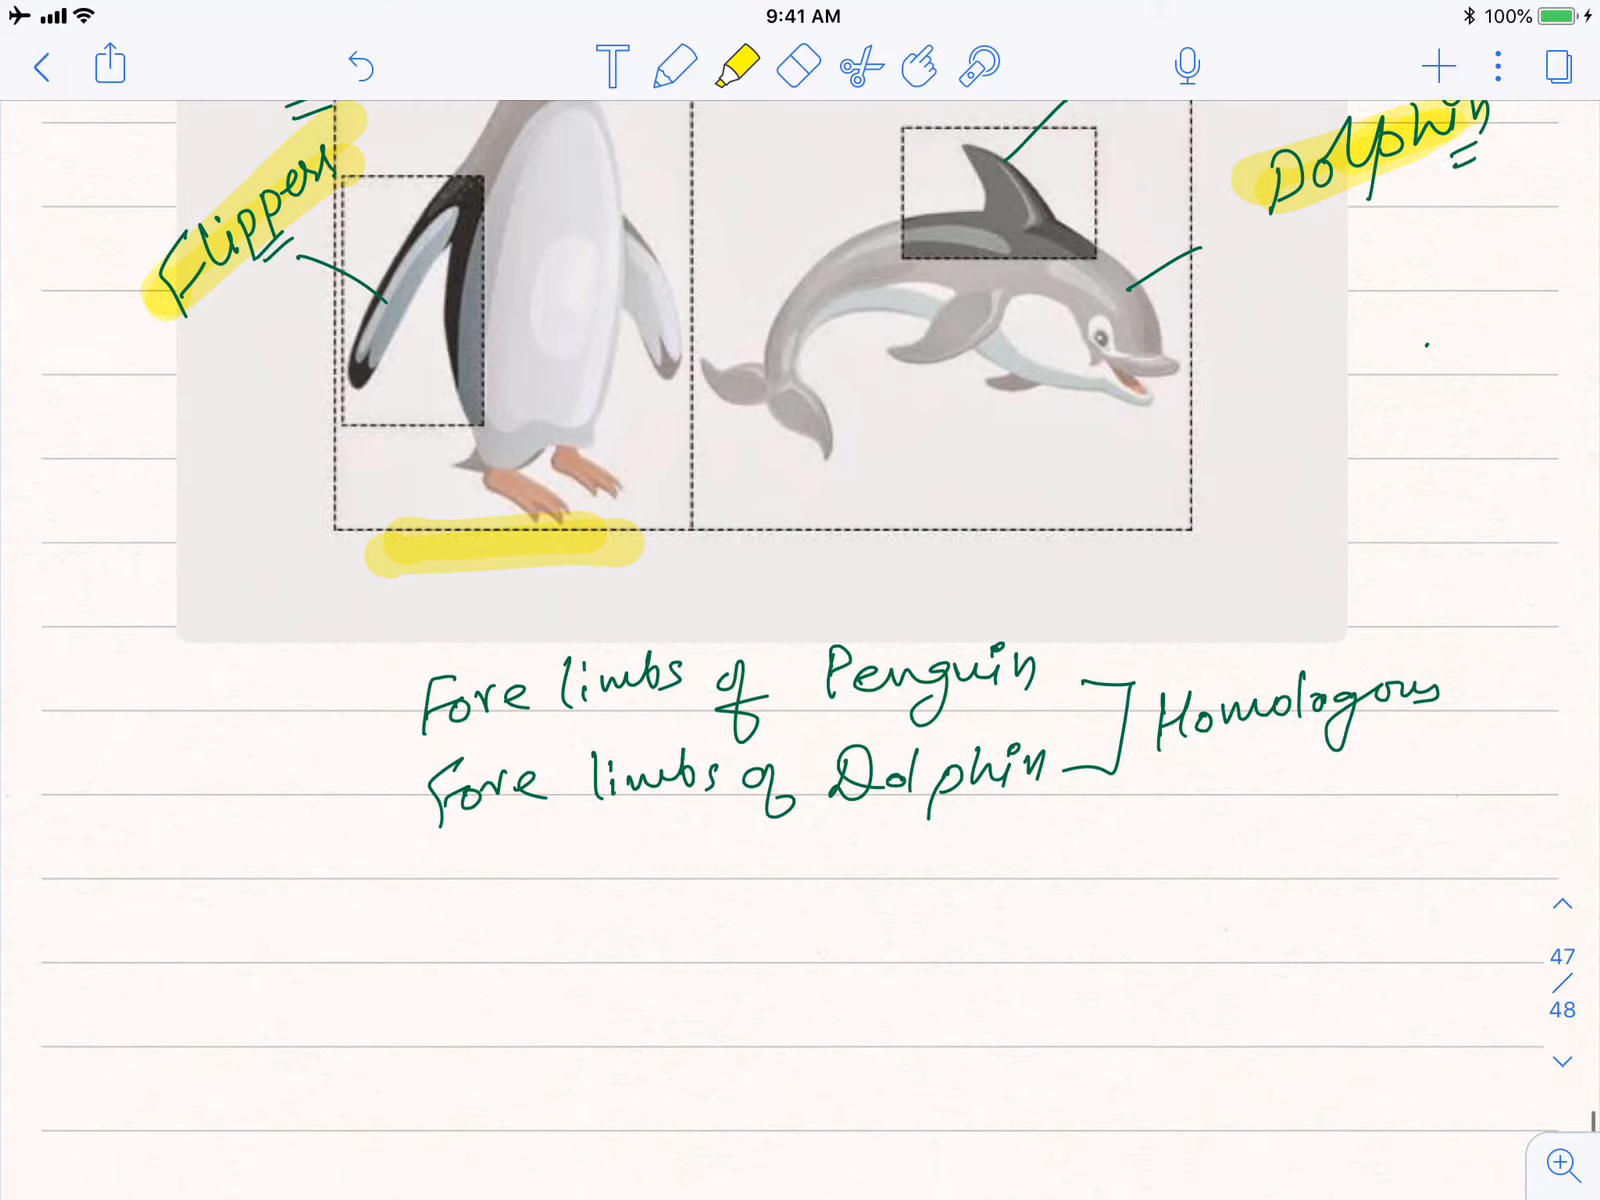 9:41 AM
100%
Flippers
Dolphin
Fore limbs of Penguin
Fore limbs of Dolphin
Homologous
47
/
48